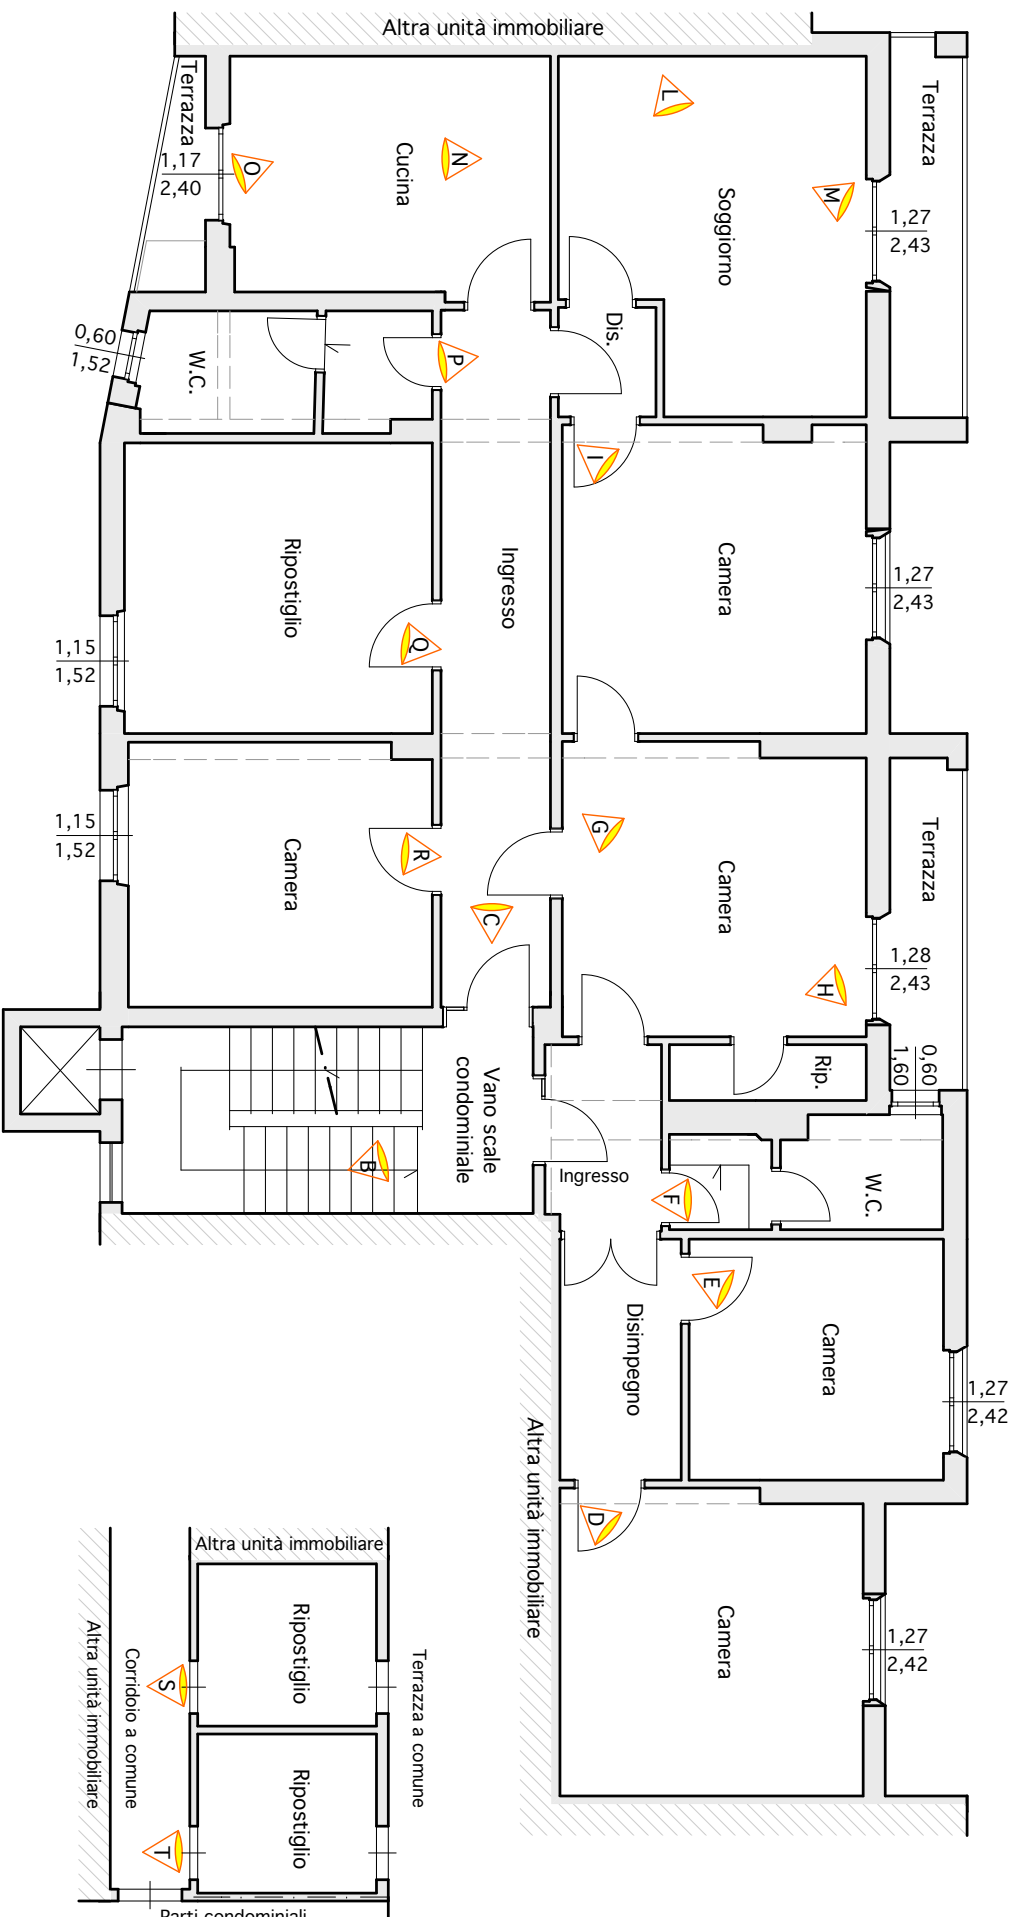 Altra unità immobiliare
Terrazza
1,17
2,40
O
N
Cucina
L
Soggiorno
M
Terrazza
1,27
2,43
0,60
1,52
W.C.
P
Dis.
I
Ripostiglio
Ingresso
Camera
1,27
2,43
Q
1,15
1,52
1,15
1,52
Camera
R
C
G
Camera
H
Terrazza
1,28
2,43
Vano scale
condominiale
B
Ingresso
Rip.
0,60
1,60
F
W.C.
E
Disimpegno
Camera
1,27
2,42
Altra unità immobiliare
D
Camera
1,27
2,42
Altra unità immobiliare
Ripostiglio
S
Terrazza a comune
Corridoio a comune
Altra unità immobiliare
Ripostiglio
T
Parti condominiali